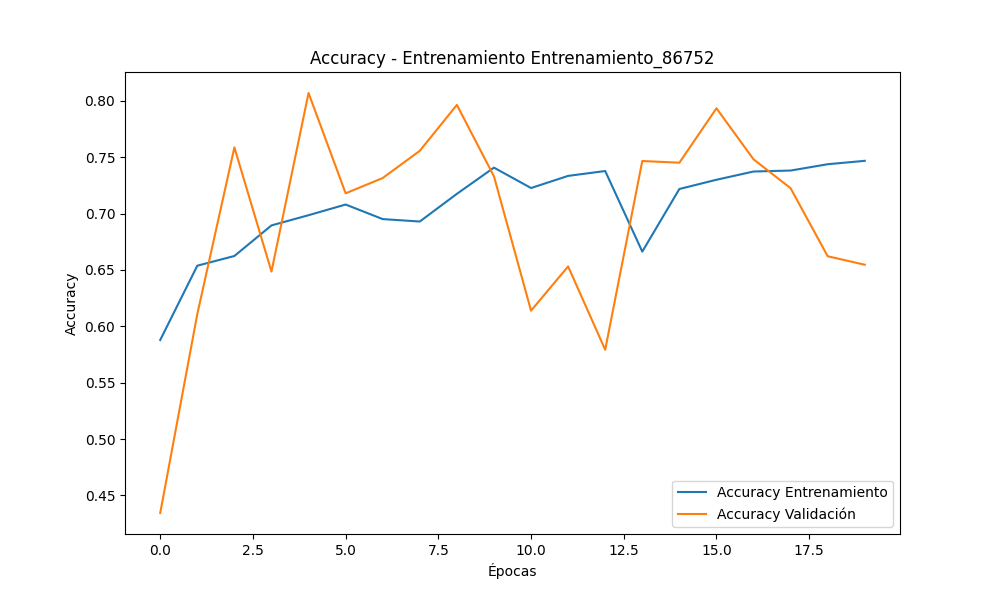 Accuracy - Entrenamiento Entrenamiento_86752
Accuracy
0.80
0.75
0.70
0.65
0.60
0.55
0.50
0.45
0.0 2.5 5.0 7.5 10.0 12.5 15.0 17.5
Épocas
Accuracy Entrenamiento
Accuracy Validación